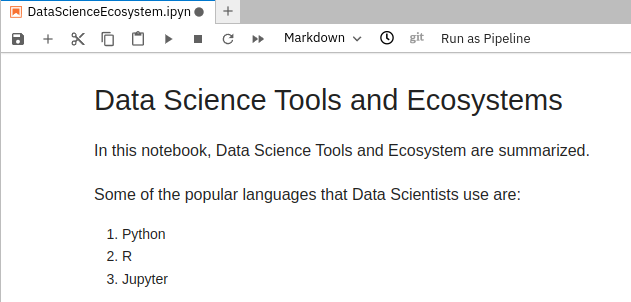 DataScienceEcosystem.ipyn
Markdown git Run as Pipeline
Data Science Tools and Ecosystems
In this notebook, Data Science Tools and Ecosystem are summarized.
Some of the popular languages that Data Scientists use are:
1. Python
2. R
3. Jupyter